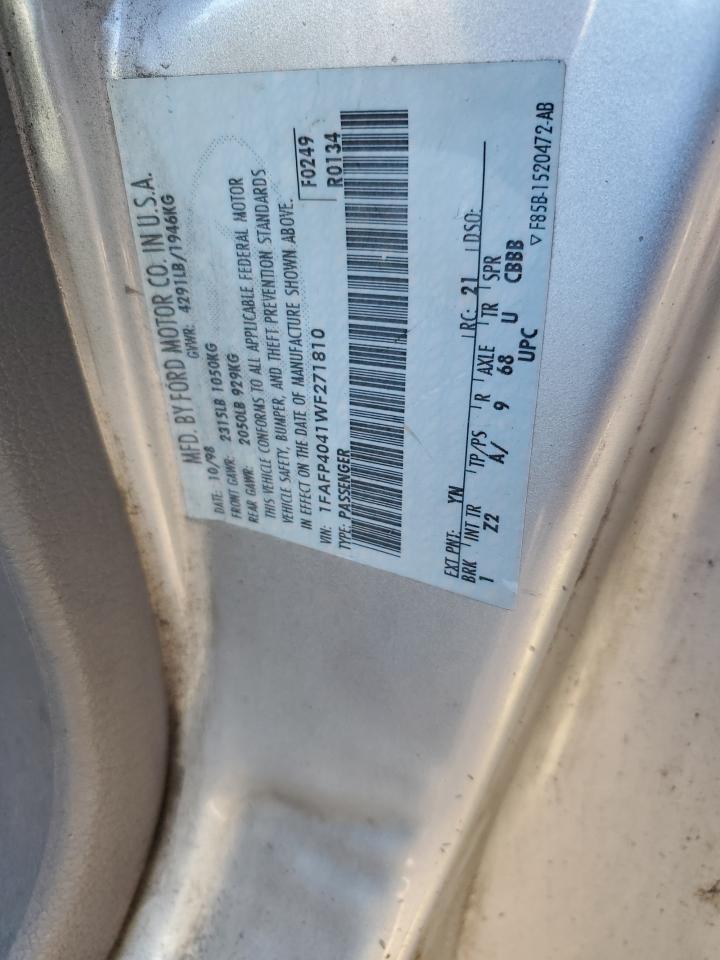 MFD. BY FORD MOTOR CO. IN U.S.A.
DATE: 10/98 GVWR: 4291LB/1946KG
FRONT GAWR: 2315LB 1050KG
REAR GAWR: 2050LB 929KG
THIS VEHICLE CONFORMS TO ALL APPLICABLE FEDERAL MOTOR
VEHICLE SAFETY, BUMPER, AND THEFT PREVENTION STANDARDS
IN EFFECT ON THE DATE OF MANUFACTURE SHOWN ABOVE.
VIN: 1FAFP4041WF271810 F0249
TYPE: PASSENGER R0134
EXT PNT: YN RC: 21 DSO:
BRK INT TR TP/PS R AXLE TR SPR
1 Z2 A/ 9 68 U CBBB
UPC
▽ F85B-1520472-AB